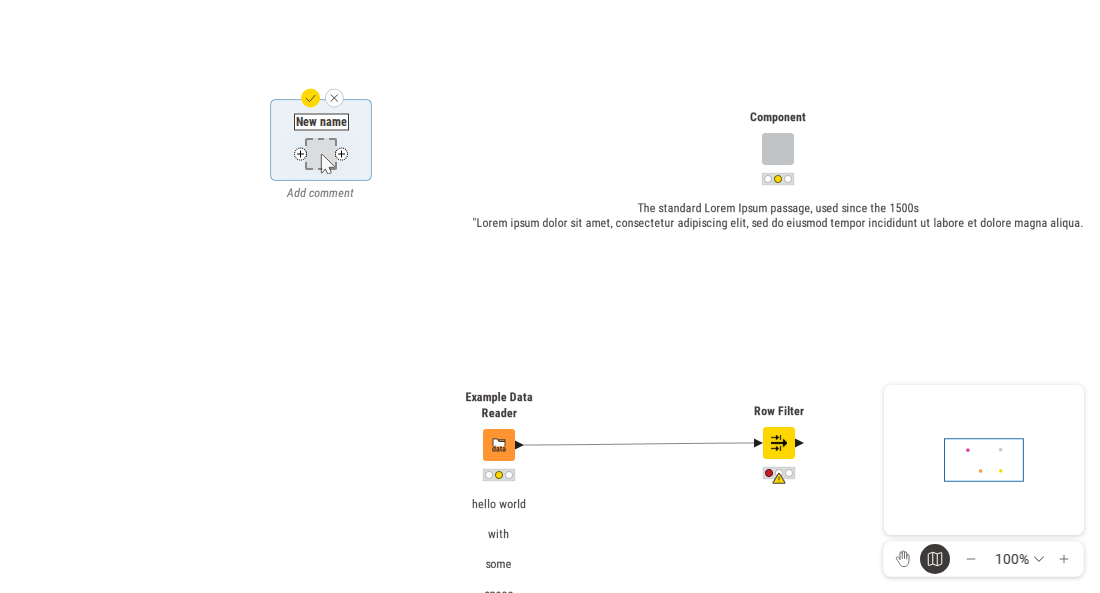 New name
Add comment
Component
The standard Lorem Ipsum passage, used since the 1500s
"Lorem ipsum dolor sit amet, consectetur adipiscing elit, sed do eiusmod tempor incididunt ut labore et dolore magna aliqua.
Example Data
Reader
data
hello world
with
some
Row Filter
100%